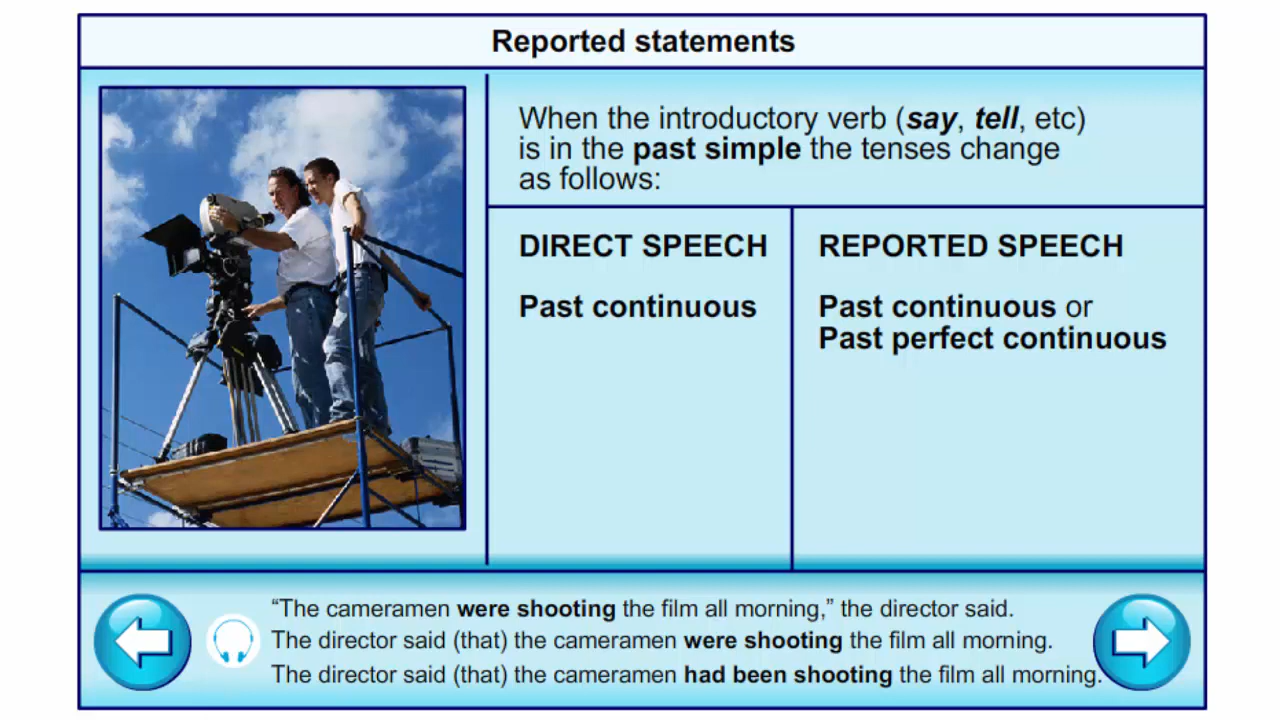 Reported statements
When the introductory verb (say, tell, etc)
is in the past simple the tenses change
as follows:
DIRECT SPEECH
Past continuous
REPORTED SPEECH
Past continuous or
Past perfect continuous
“The cameramen were shooting the film all morning,” the director said.
The director said (that) the cameramen were shooting the film all morning.
The director said (that) the cameramen had been shooting the film all morning.